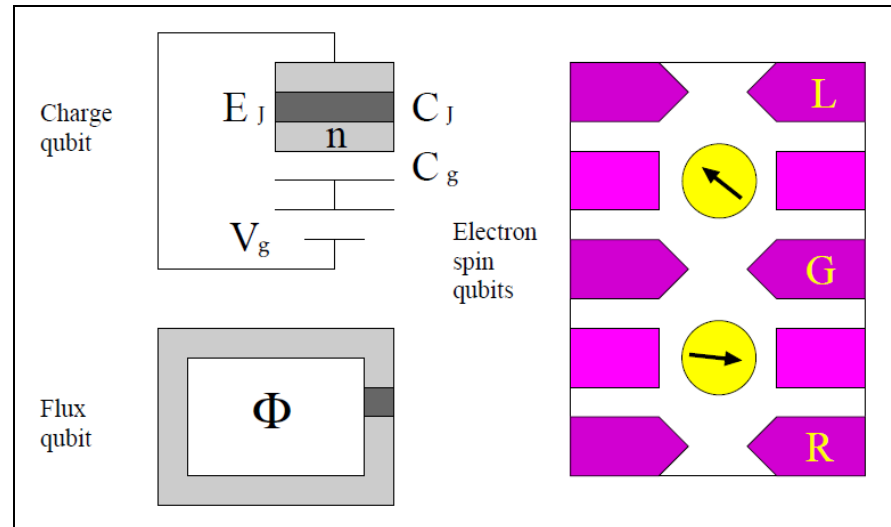 Charge
qubit
E J
C J
n
C g
V g
Flux
qubit
Φ
Electron
spin
qubits
L
G
R